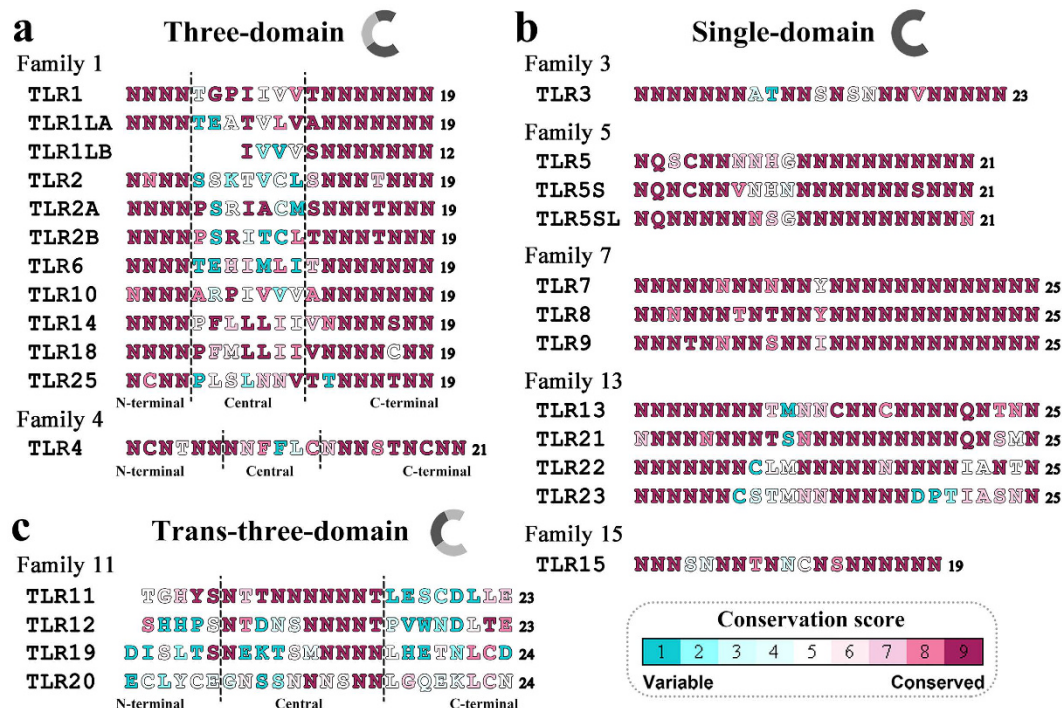 a Three-domain
Family 1
TLR1 NNNNTGPIIVVTNNNNNNN 19
TLR1LA NNNNTEATVLVANNNNNNN 19
TLR1LB IVVVSNNNNNNN 12
TLR2 NNNNSSKTVCLSNNNTNNN 19
TLR2A NNNNPSRIACMSNNNTNNN 19
TLR2B NNNNPSRITCLTNNNTNNN 19
TLR6 NNNNTEHIMLITNNNNNNN 19
TLR10 NNNNARPIVVVANNNNNNN 19
TLR14 NNNNPFLLLIIVNNNNSNN 19
TLR18 NNNNPFMLLIIVNNNNCNN 19
TLR25 NCNNPLSLNNVTTNNNTNN 19
N-terminal Central C-terminal
Family 4
TLR4 NCNTNNNNFFLCNNNSTNCNN 21
N-terminal Central C-terminal
b Single-domain
Family 3
TLR3 NNNNNNNATNNSNSNNNVNNNNN 23
Family 5
TLR5 NQSCNNNNHGNNNNNNNNNNN 21
TLR5S NQNCNNVNHNNNNNNNNSNNN 21
TLR5SL NQNNNNNNSGNNNNNNNNNNN 21
Family 7
TLR7 NNNNNNNNNNNYNNNNNNNNNNNNN 25
TLR8 NNNNNNTNTNNYNNNNNNNNNNNNN 25
TLR9 NNNTNNNNSNNINNNNNNNNNNNNN 25
Family 13
TLR13 NNNNNNNNTMNNCNNCNNNNQNTNN 25
TLR21 NNNNNNNNTSNNNNNNNNNNQNSMN 25
TLR22 NNNNNNNCLMNNNNNNNNNNIANTN 25
TLR23 NNNNNNCSTMNNNNNNNDPTIASNN 25
Family 15
TLR15 NNNSNNNTNNCNSNNNNNN 19
c Trans-three-domain
Family 11
TLR11 TGHYSNTTNNNNNNTLESCDLLE 23
TLR12 SHHPSNTDNSNNNNTPVWNDLTE 23
TLR19 DISLTSNEKTSMNNNNLHETNLCD 24
TLR20 ECLYCEGNSSNNNSNNLGQEKLCN 24
N-terminal Central C-terminal
Conservation score
1 2 3 4 5 6 7 8 9
Variable Conserved